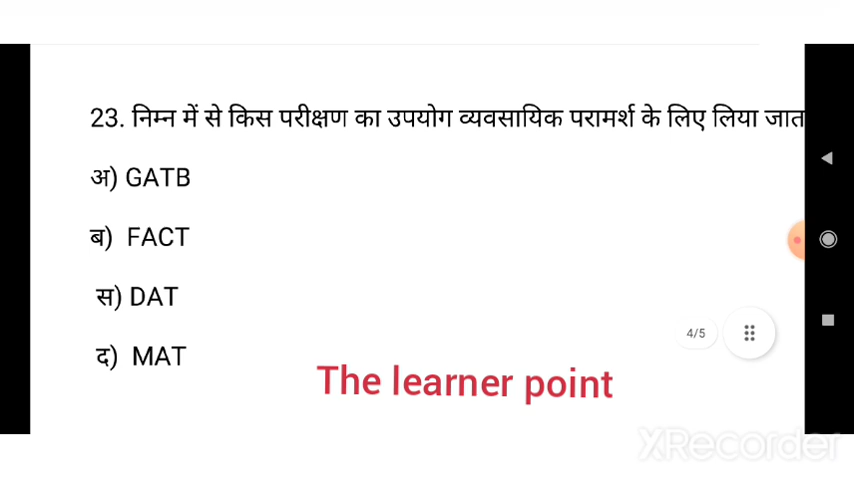 23. निम्न में से किस परीक्षण का उपयोग व्यवसायिक परामर्श के लिए लिया जात
अ) GATB
ब) FACT
स) DAT
4/5
द) MAT
The learner point
XRecorder